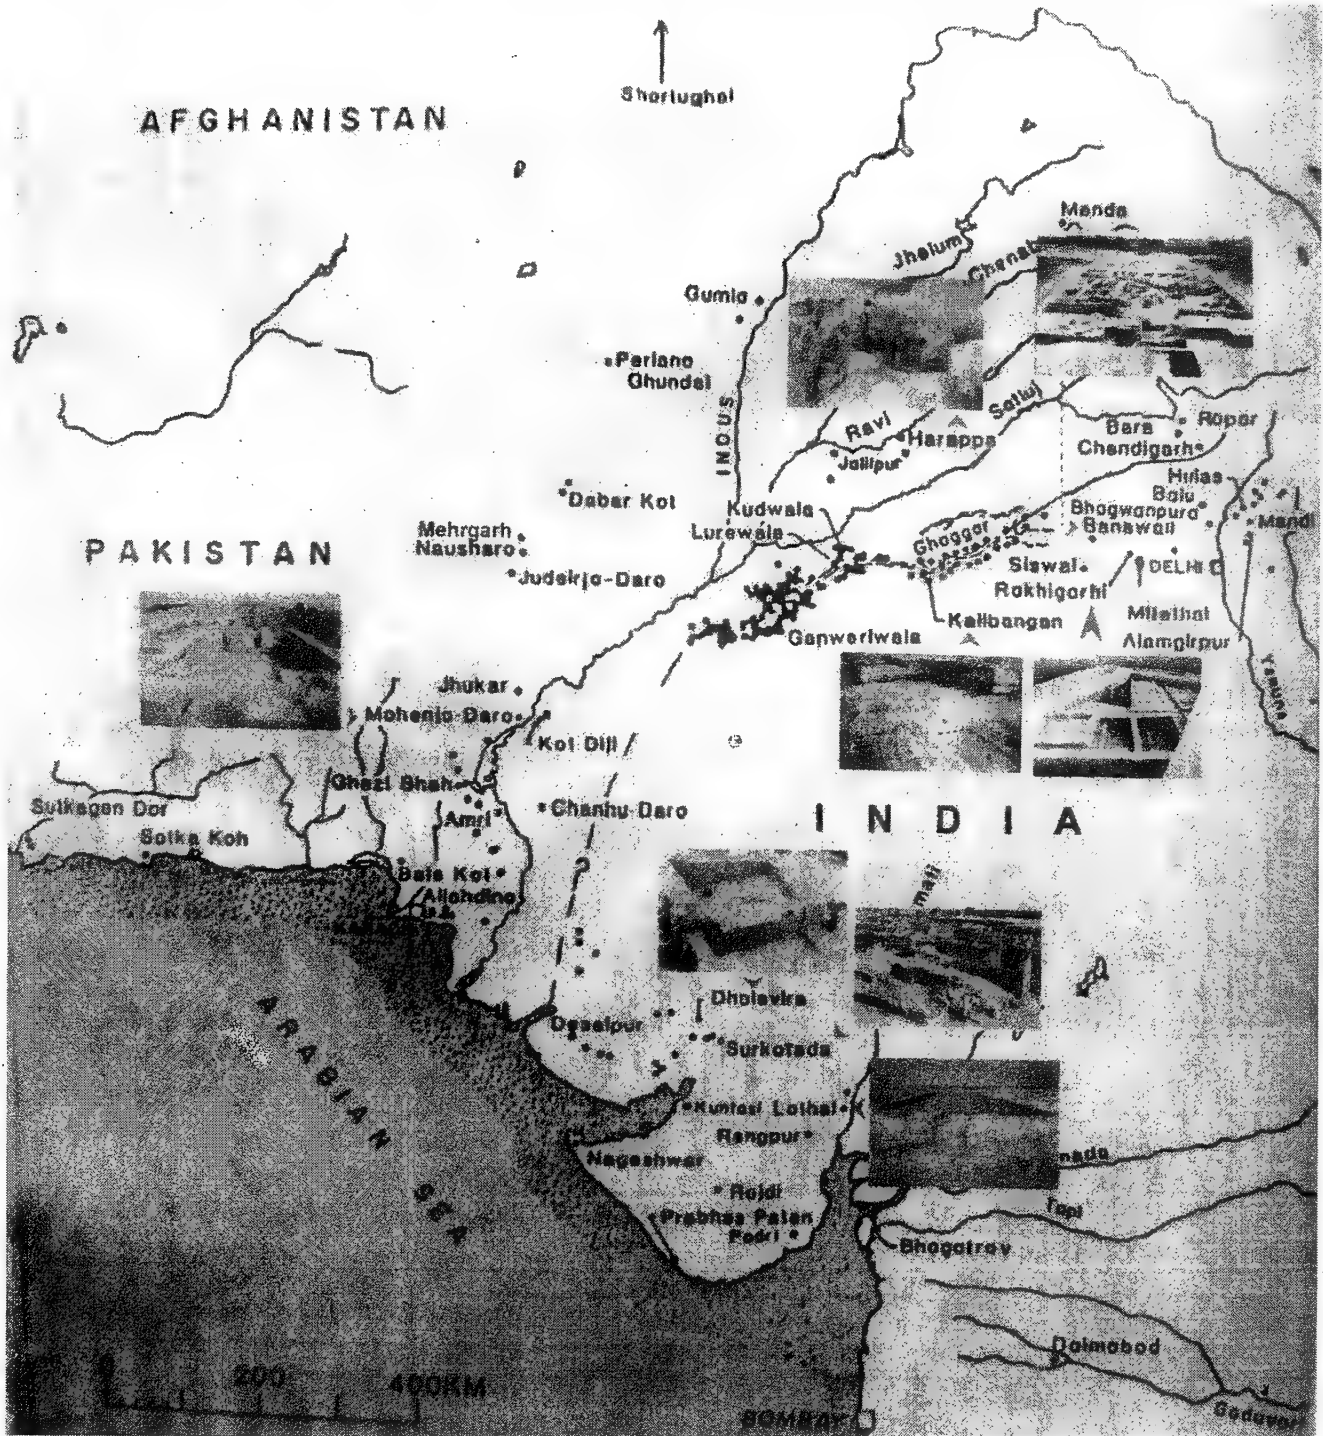 Shortughai
AFGHANISTAN
Manda
Jhelum
Chenab
Gumla
Periano
Ghundai
INDUS
Satluj
Ravi
Harappa
Jalilpur
Bara
Ropar
Chandigarh
Hulas
Balu
Bhagwanpura
Mandi
Banawali
Dabar Kot
Kudwala
Lurewala
Ghaggar
Mehrgarh
Nausharo
PAKISTAN
Judeirjo-Daro
Siswal
DELHI
Rakhigarhi
Kalibangan
Mitathal
Ganweriwala
Alamgirpur
Yamuna
Jhukar
Mohenjo-Daro
Kot Diji
Ghazi Shah
Chanhu Daro
Amri
Sutkagen Dor
Sotka Koh
INDIA
Bala Kot
Allahdino
mati
ARABIAN SEA
Dholavira
Desalpur
Surkotada
Kuntasi Lothal
Rangpur
Nageshwar
Rojdi
Prabhas Patan
Padri
nada
Tapi
Bhagatrav
Daimabad
Godavari
200
400KM
BOMBAY